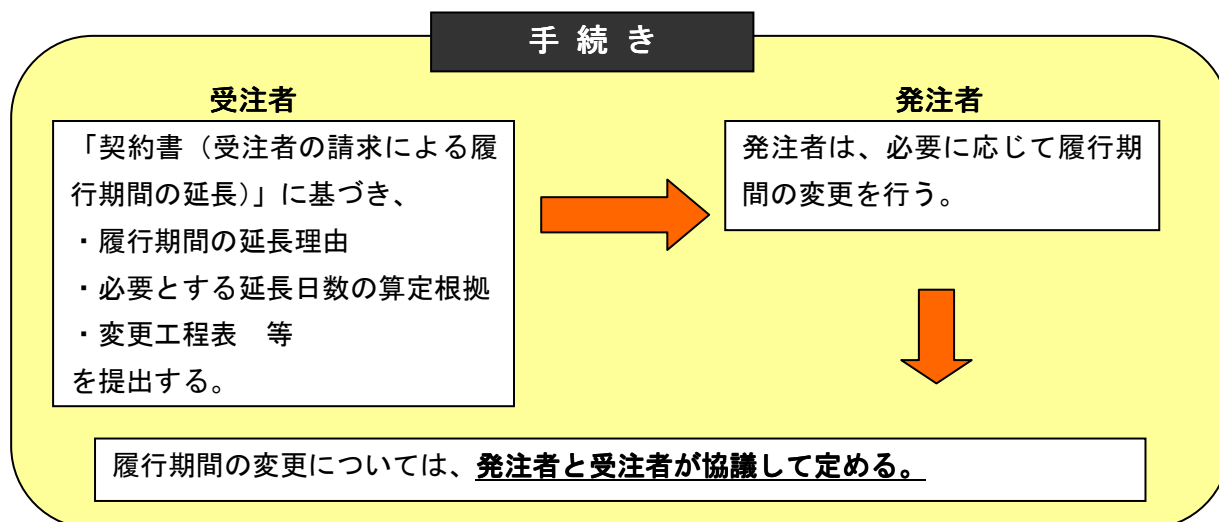 手続き
受注者
「契約書（受注者の請求による履
行期間の延長）」に基づき、
・履行期間の延長理由
・必要とする延長日数の算定根拠
・変更工程表　等
を提出する。
発注者
発注者は、必要に応じて履行期
間の変更を行う。
履行期間の変更については、発注者と受注者が協議して定める。